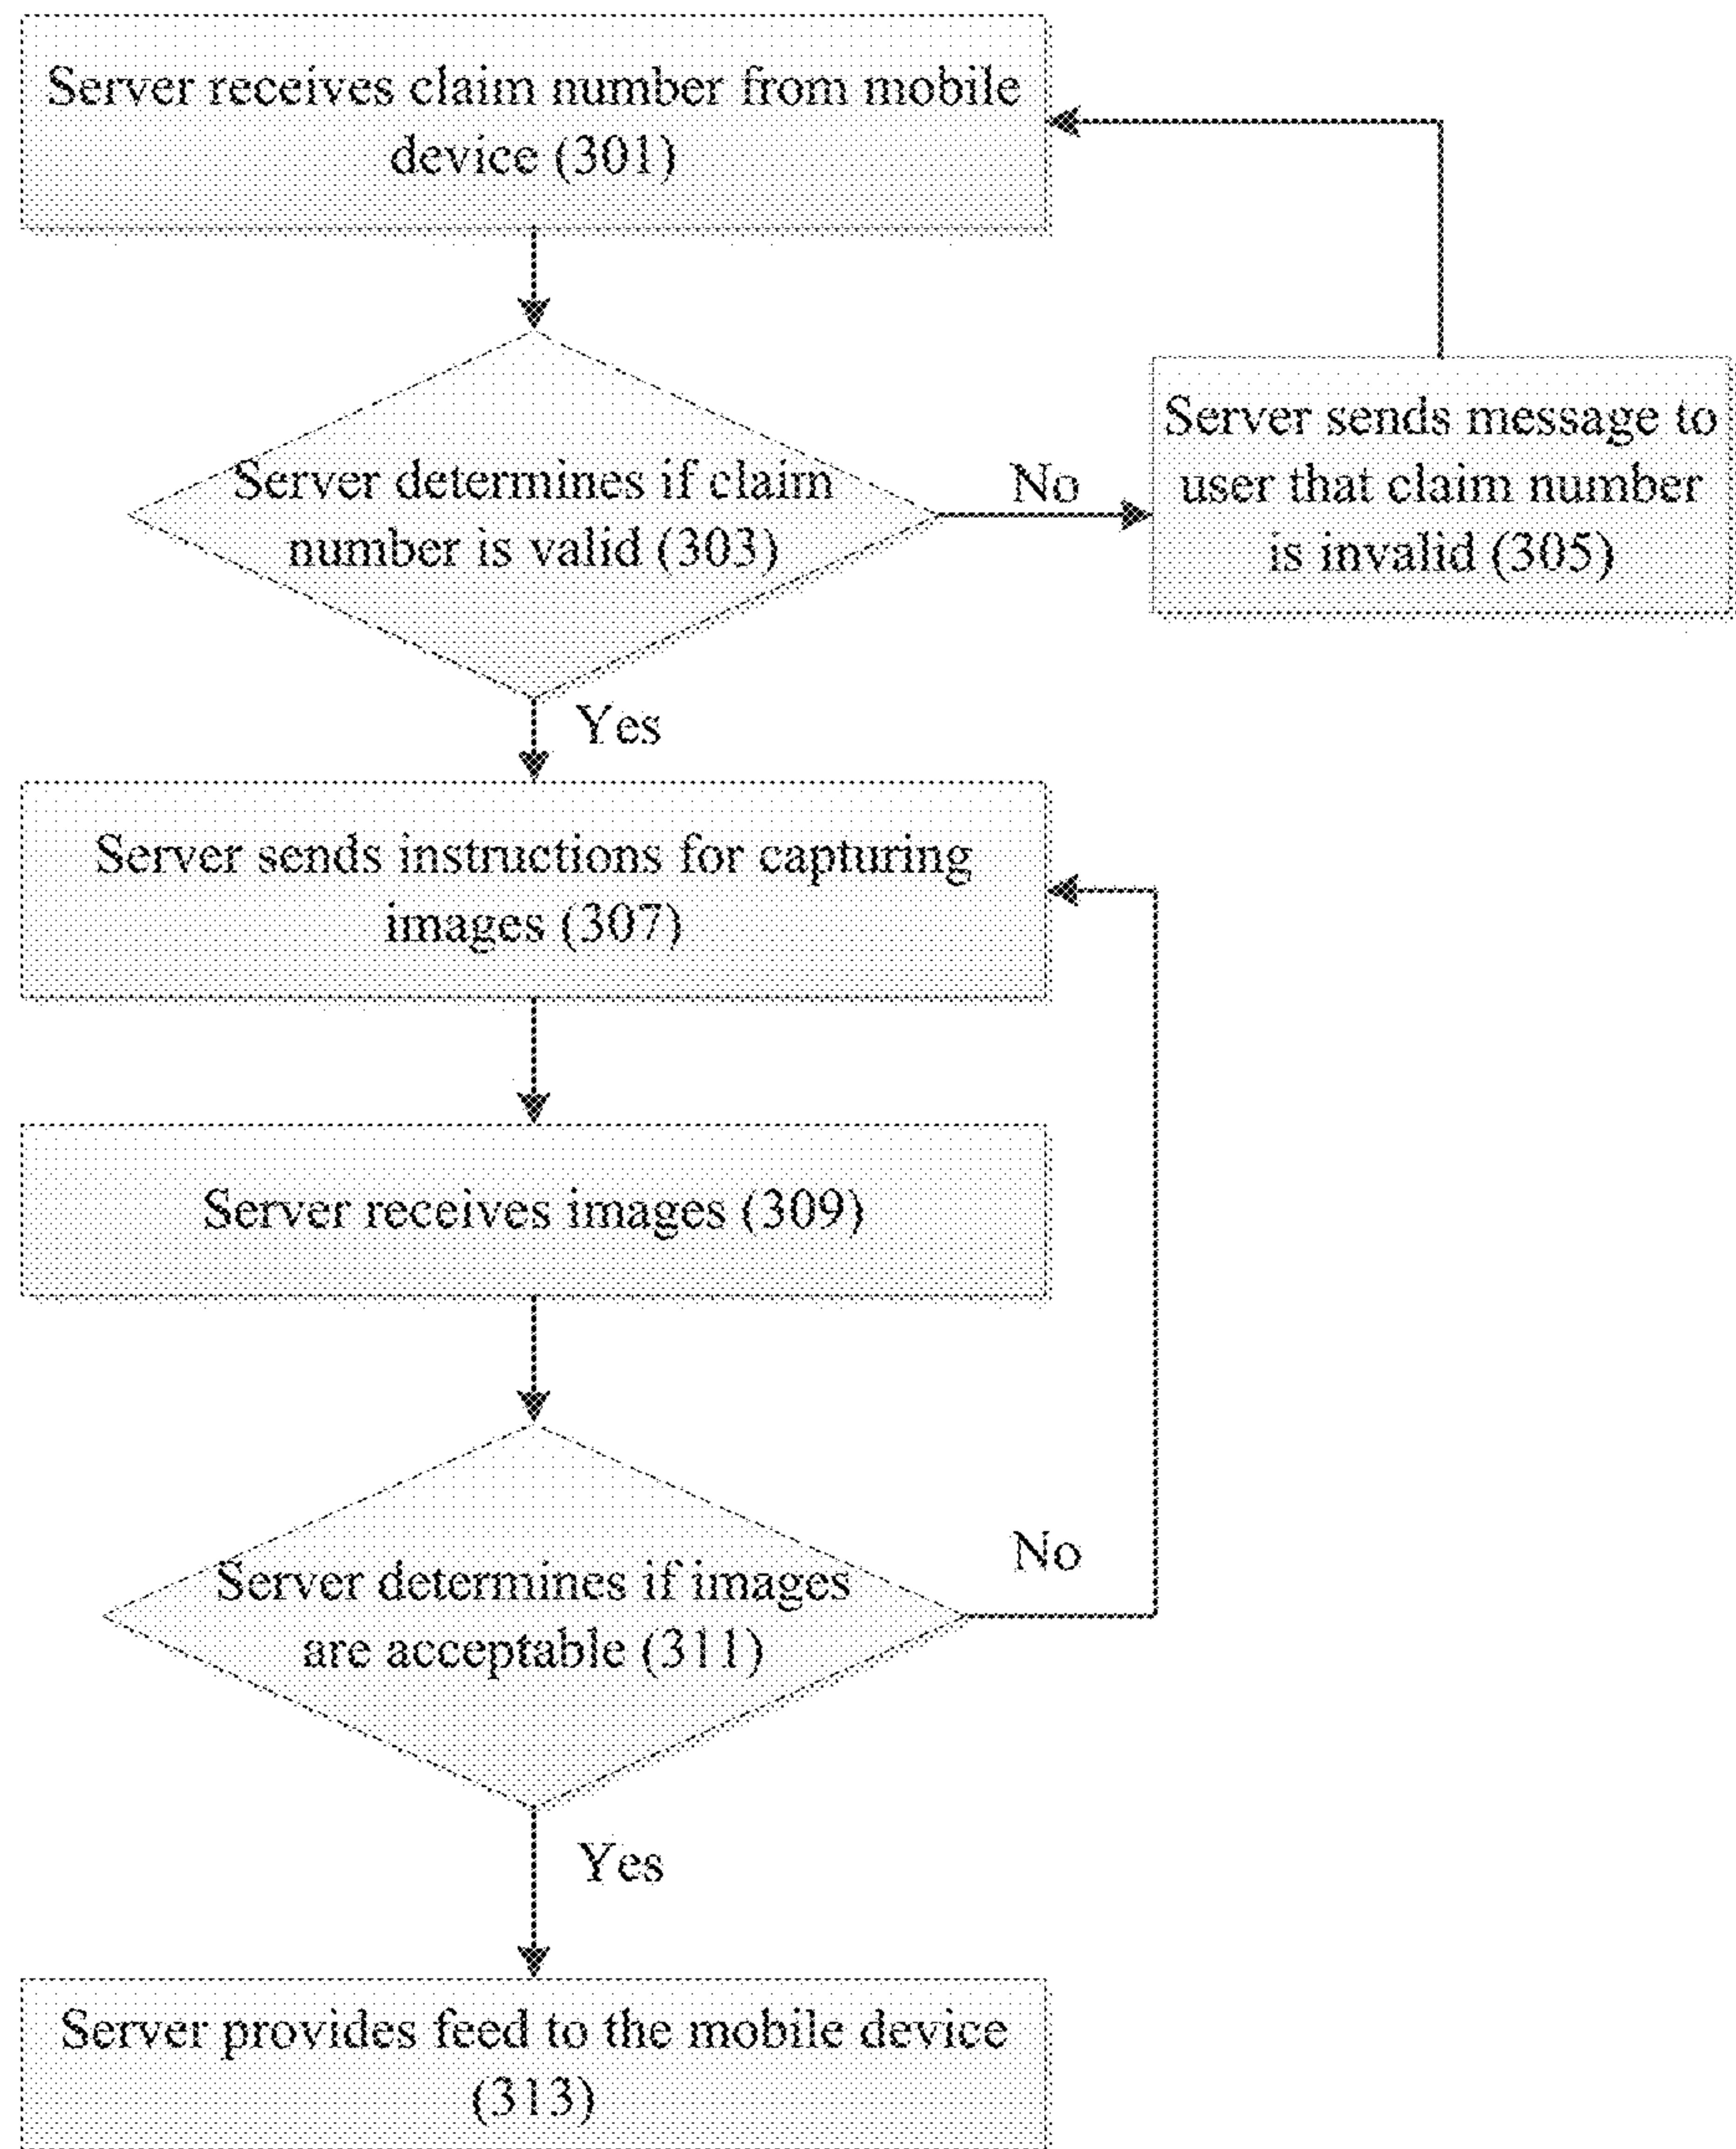 Server receives claim number from mobile
device (301)
Server determines if claim
number is valid (303)
No
Server sends message to
user that claim number
is invalid (305)
Yes
Server sends instructions for capturing
images (307)
Server receives images (309)
Server determines if images
are acceptable (311)
No
Yes
Server provides feed to the mobile device
(313)